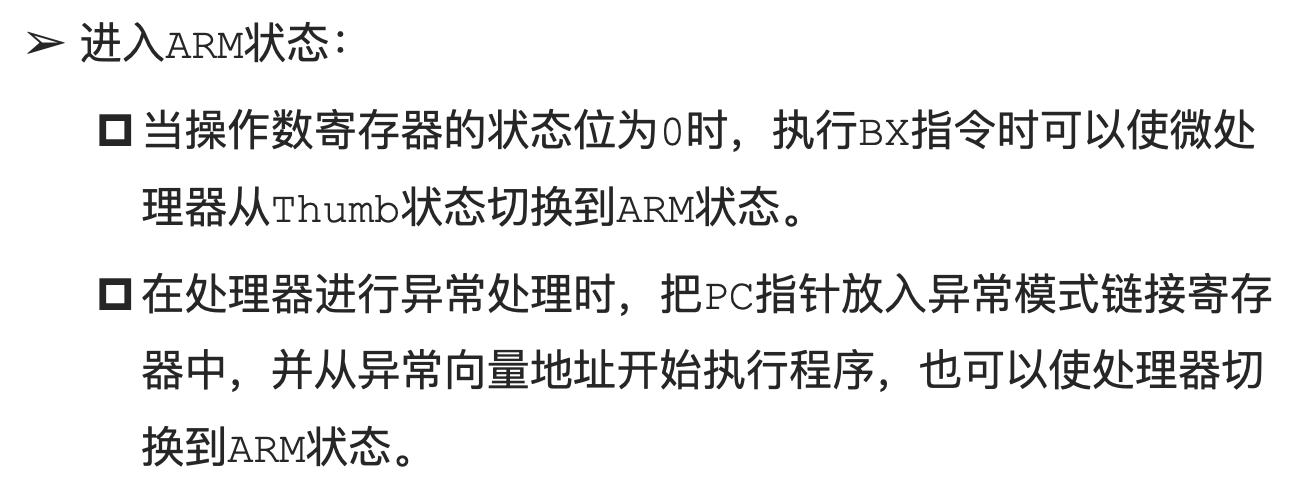 ➢ 进入ARM状态：
当操作数寄存器的状态位为0时，执行BX指令时可以使微处
理器从Thumb状态切换到ARM状态。
在处理器进行异常处理时，把PC指针放入异常模式链接寄存
器中，并从异常向量地址开始执行程序，也可以使处理器切
换到ARM状态。